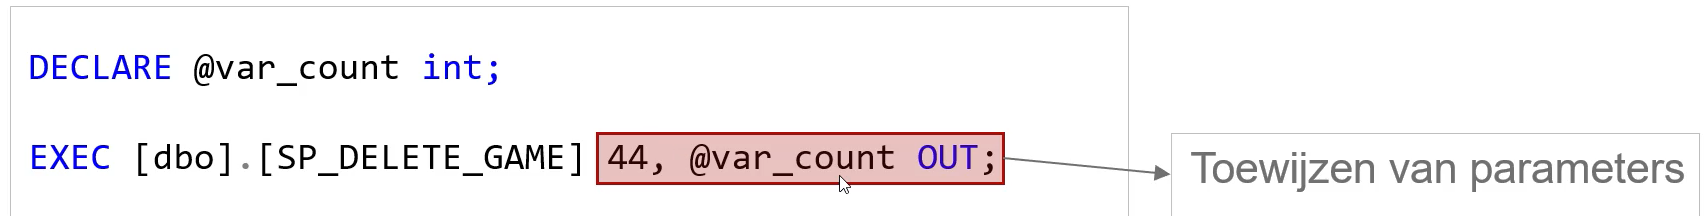 DECLARE @var_count int;
EXEC [dbo].[SP_DELETE_GAME] 44, @var_count OUT;
Toewijzen van parameters